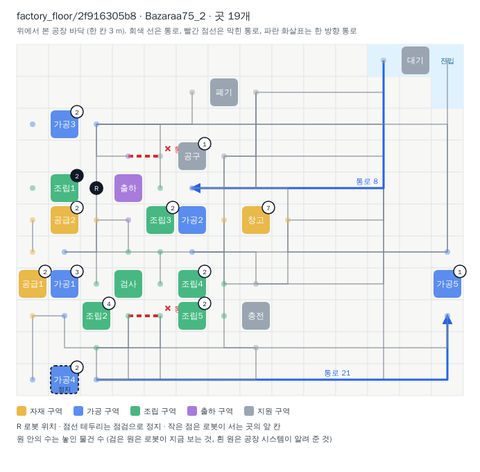 factory_floor/2f916305b8 · Bazaraa75_2 · 곳 19개
위에서 본 공장 바닥 (한 칸 3 m). 회색 선은 통로, 빨간 점선은 막힌 통로, 파란 화살표는 한 방향 통로
대기
진입
폐기
2
가공3
1
공구
2
조립1
R
출하
통로 8
2
공급2
2
조립3
가공2
7
창고
2
공급1
3
가공1
검사
2
조립4
1
가공5
4
조립2
2
조립5
충전
2
가공4
정지
통로 21
자재 구역
가공 구역
조립 구역
출하 구역
지원 구역
R 로봇 위치 · 점선 테두리는 점검으로 정지 · 작은 점은 로봇이 서는 곳의 앞 칸
원 안의 수는 놓인 물건 수 (검은 원은 로봇이 지금 보는 것, 흰 원은 공장 시스템이 알려 준 것)